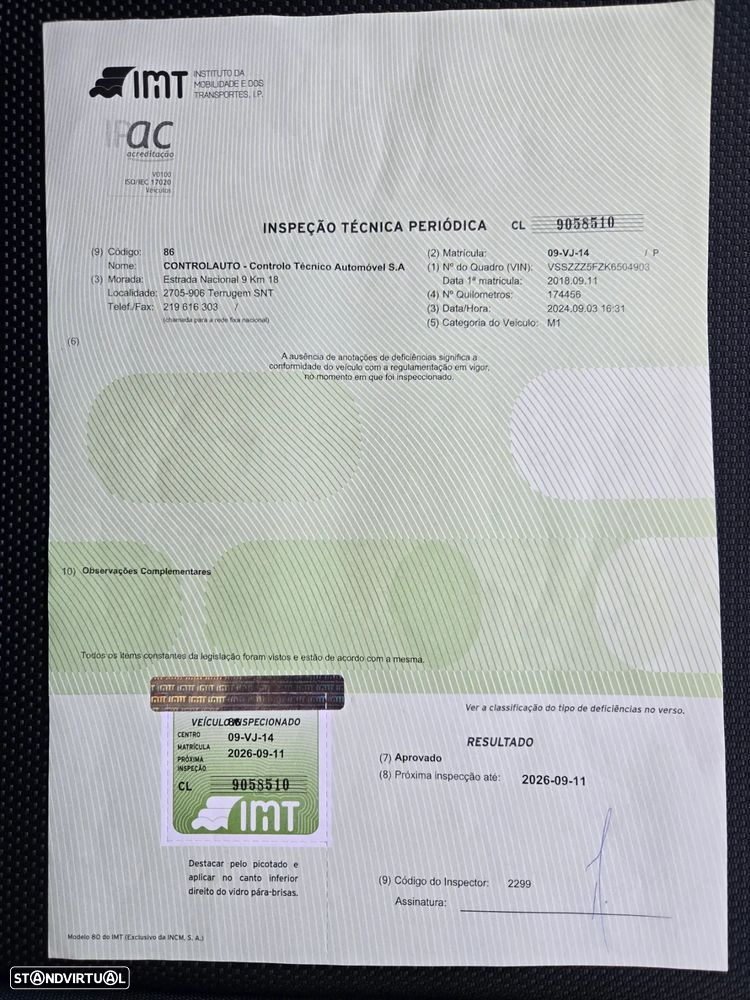 IMT INSTITUTO DA
MOBILIDADE E DOS
TRANSPORTES, I.P.
IPac
acreditação
V0100
ISO/IEC 17020
Veículos
INSPEÇÃO TÉCNICA PERIÓDICA CL 9058510
(9) Código: 86
Nome: CONTROLAUTO - Controlo Técnico Automóvel S.A
(3) Morada: Estrada Nacional 9 Km 18
Localidade: 2705-906 Terrugem SNT
Telef./Fax: 219 616 303 /
(chamada para a rede fixa nacional)
(2) Matrícula: 09-VJ-14 / P
(1) Nº do Quadro (VIN): VSSZZZ5FZK6504903
Data 1ª matricula: 2018.09.11
(4) Nº Quilometros: 174456
(3) Data/Hora: 2024.09.03 16:31
(5) Categoria do Veículo: M1
(6)
A ausência de anotações de deficiências significa a
conformidade do veículo com a regulamentação em vigor,
no momento em que foi inspeccionado.
10) Observações Complementares
Todos os items constantes da legislação foram vistos e estão de acordo com a mesma.
Ver a classificação do tipo de deficiências no verso.
VEÍCULO INSPECIONADO
CENTRO 86
MATRÍCULA 09-VJ-14
PRÓXIMA INSPEÇÃO 2026-09-11
CL 9058510
IMT
RESULTADO
(7) Aprovado
(8) Próxima inspecção até: 2026-09-11
Destacar pelo picotado e
aplicar no canto inferior
direito do vidro pára-brisas.
(9) Código do Inspector: 2299
Assinatura:
Modelo 80 do IMT (Exclusivo da INCM, S. A.)
STANDVIRTUAL